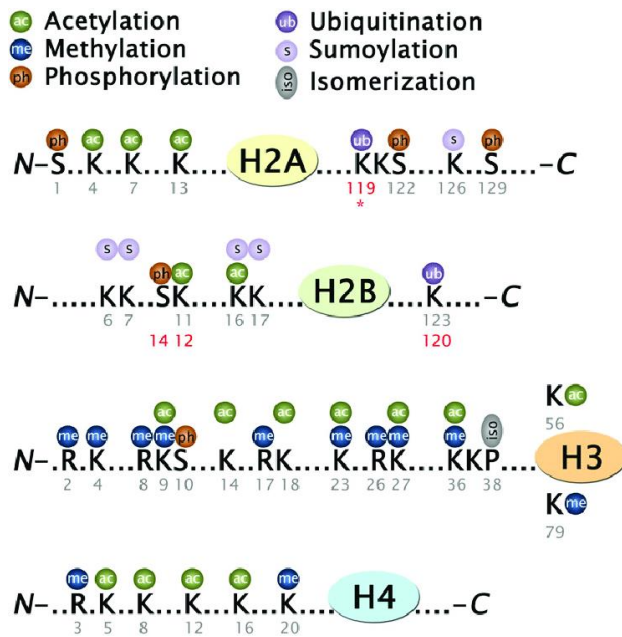 ac Acetylation ub Ubiquitination
me Methylation s Sumoylation
ph Phosphorylation iso Isomerization
ph ac ac ac ub ph s ph
N-S..K..K...K.... H2A ....KKS....K...S....-C
1 4 7 13 119 122 126 129
*
s s s s
ph ac ac ub
N-......KK..SK....KK.... H2B ....K....-C
6 7 11 16 17 123
14 12 120
ac ac ac ac ac ac K ac
me me me me ph me me me me me iso 56
N-.R.K...RKS...K..RK...K..RK....KKP.... H3
2 4 8 9 10 14 17 18 23 26 27 36 38
K me
79
me ac ac ac ac me
N-..R.K..K...K...K...K.... H4 ....-C
3 5 8 12 16 20